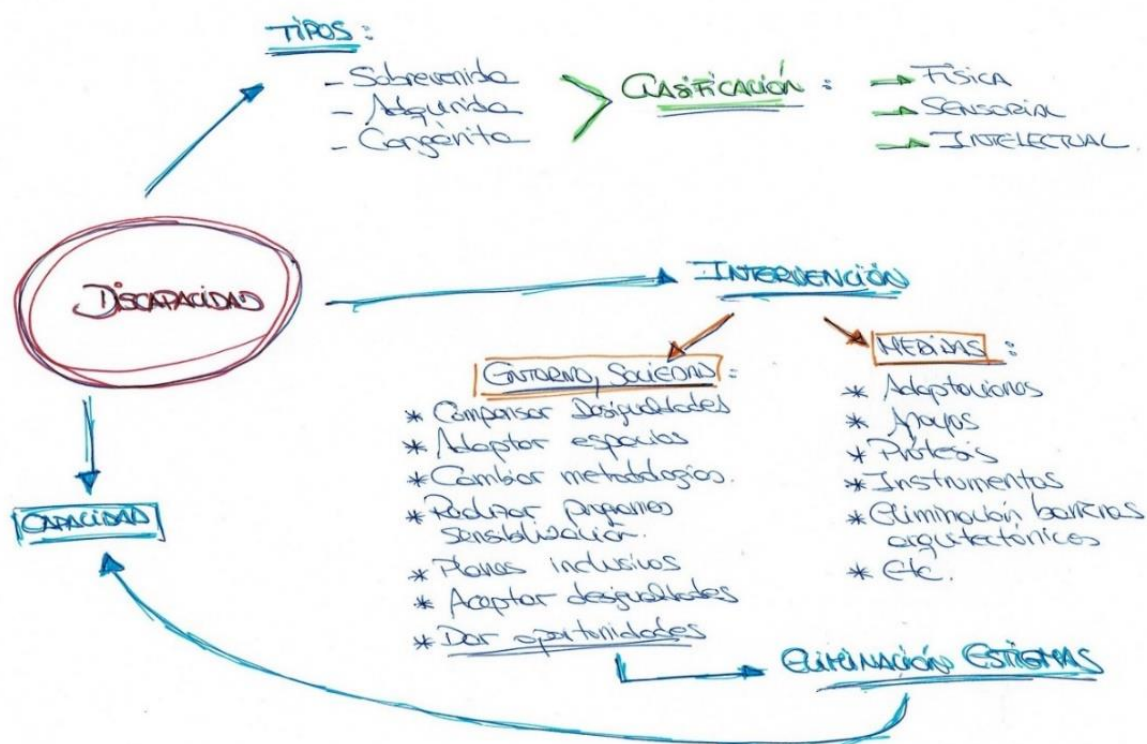 TIPOS :
- Sobrevenida
- Adquirida
- Congénita
CLASIFICACIÓN :
FÍSICA
SENSORIAL
INTELECTUAL
DISCAPACIDAD
INTERVENCIÓN
ENTORNO, SOCIEDAD :
* Compensar Desigualdades
* Adaptar espacios
* Cambiar metodologías.
* Realizar programas
sensibilización.
* Planes inclusivos
* Aceptar desigualdades
* Dar oportunidades
MEDIDAS :
* Adaptaciones
* Apoyos
* Prótesis
* Instrumentos
* Eliminación barreras
arquitectónicas
* Etc.
ELIMINACIÓN ESTIGMAS
CAPACIDAD